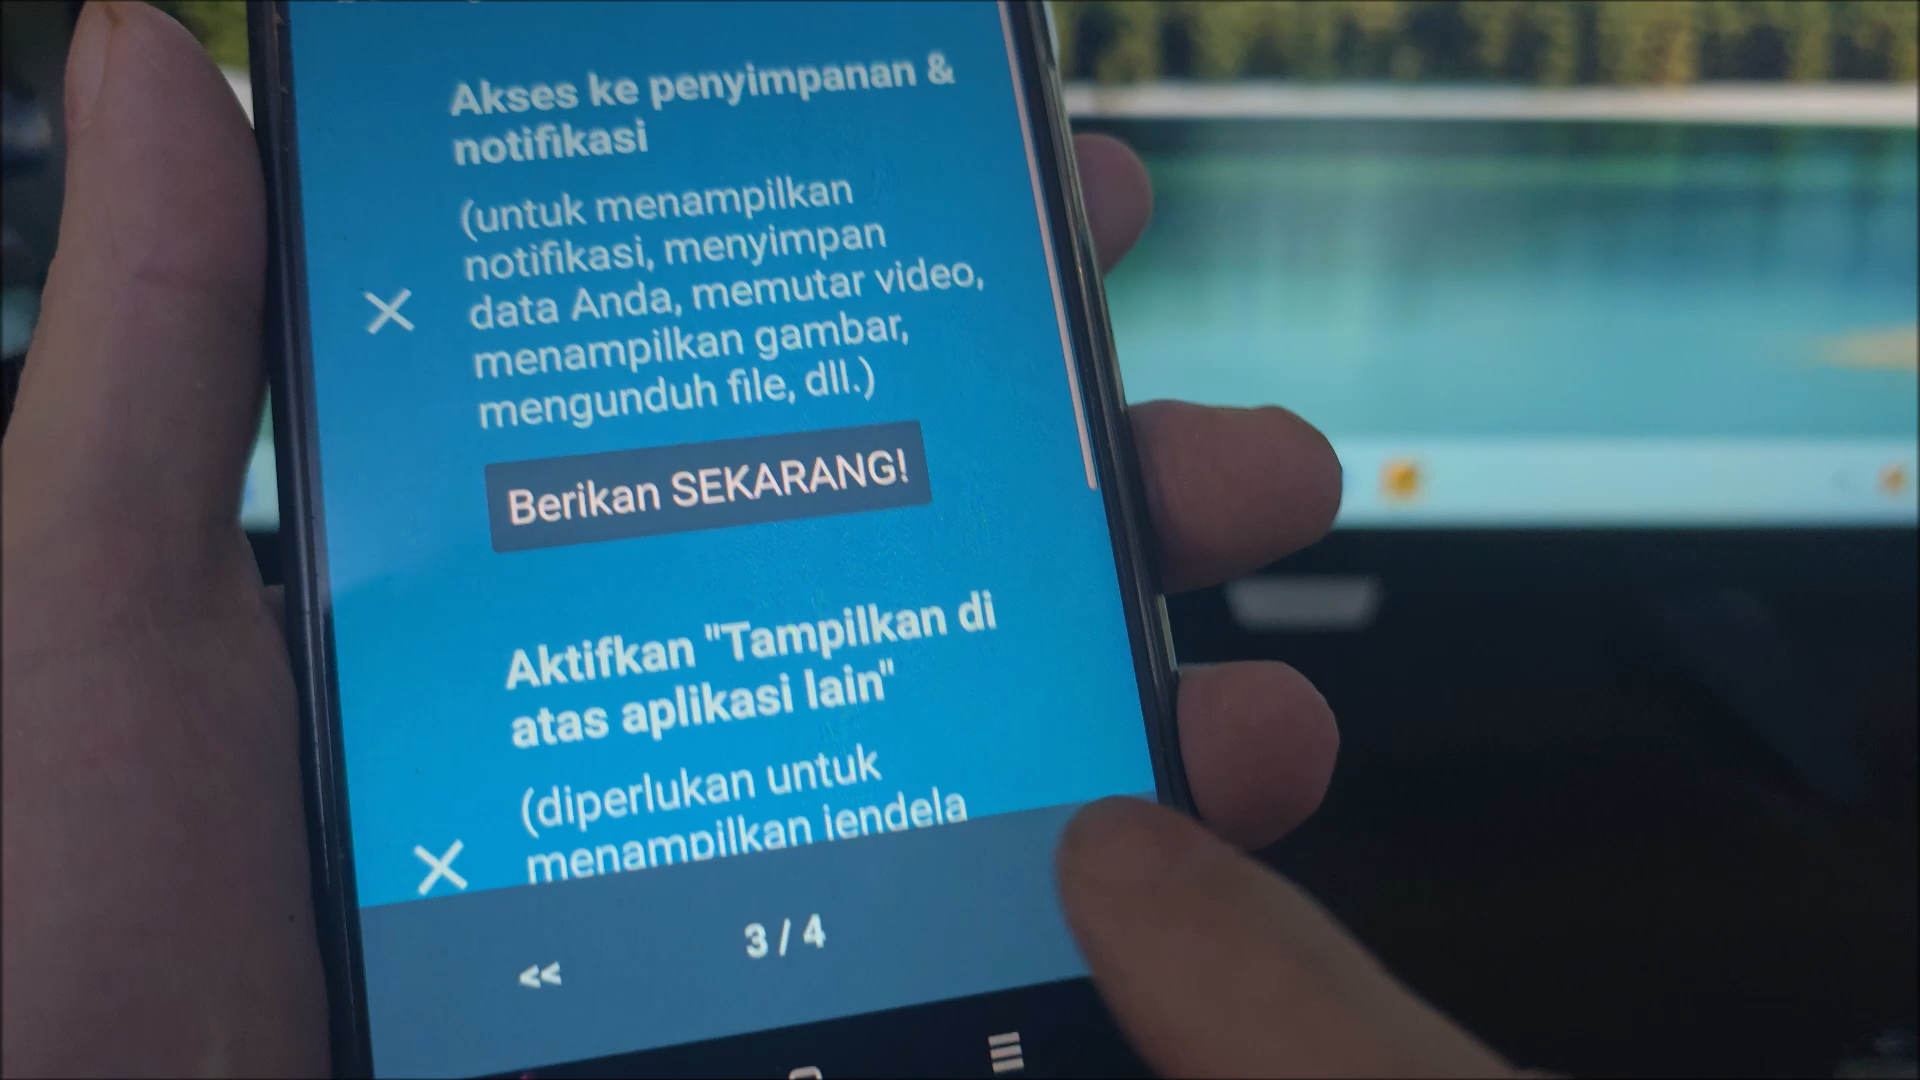 Akses ke penyimpanan &
notifikasi
(untuk menampilkan
notifikasi, menyimpan
data Anda, memutar video,
menampilkan gambar,
mengunduh file, dll.)
Berikan SEKARANG!
Aktifkan "Tampilkan di
atas aplikasi lain"
(diperlukan untuk
menampilkan jendela
<<
3 / 4